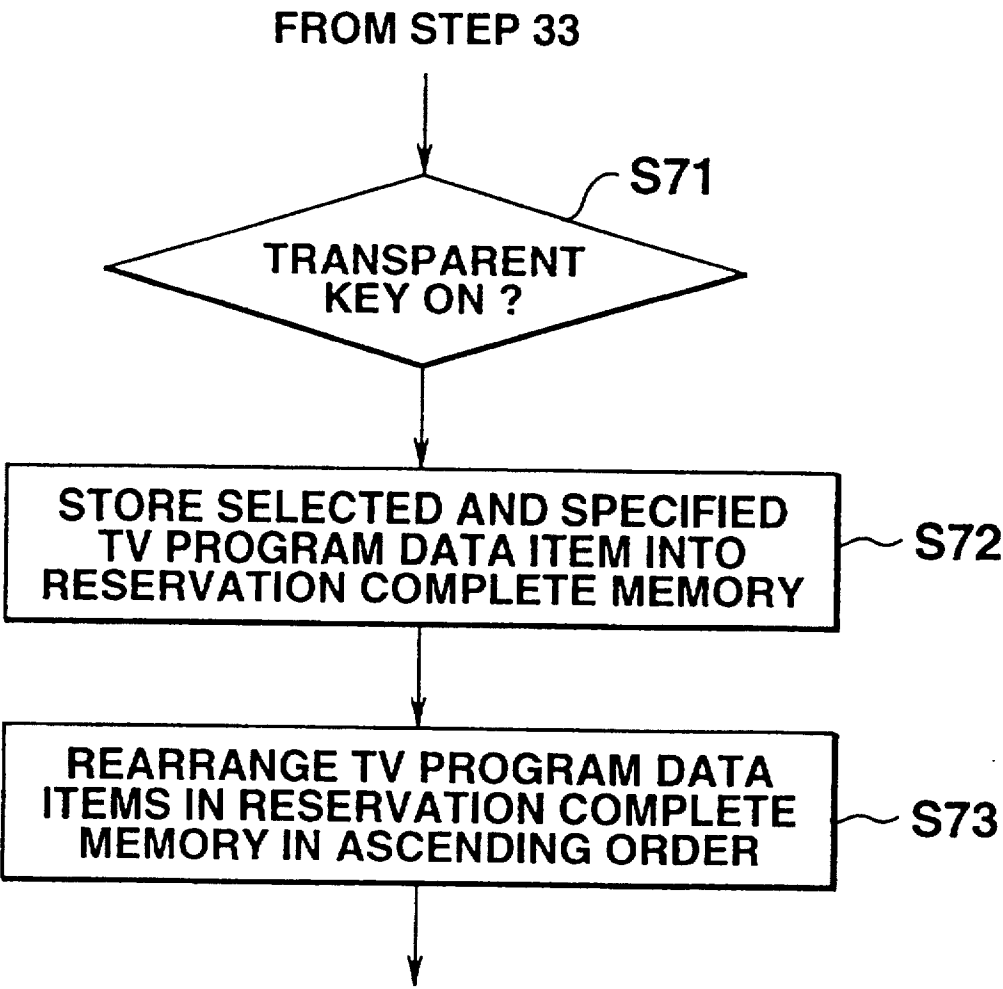 FROM STEP 33
S71
TRANSPARENT
KEY ON ?
STORE SELECTED AND SPECIFIED
TV PROGRAM DATA ITEM INTO
RESERVATION COMPLETE MEMORY
S72
REARRANGE TV PROGRAM DATA
ITEMS IN RESERVATION COMPLETE
MEMORY IN ASCENDING ORDER
S73